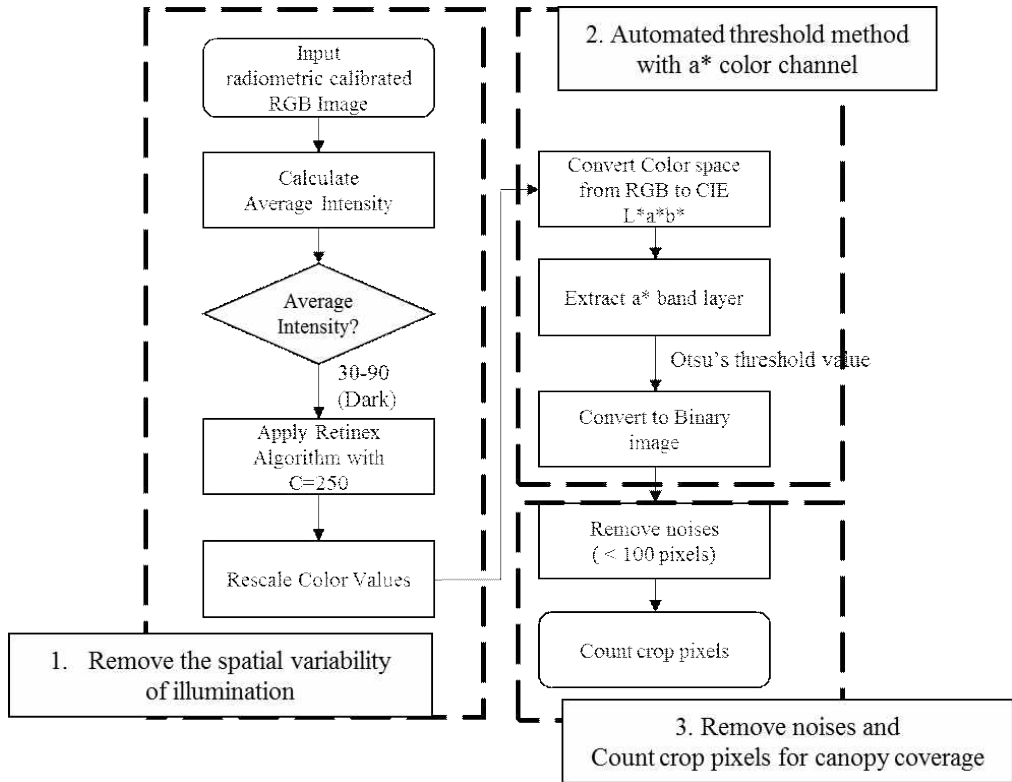 Input
radiometric calibrated
RGB Image
Calculate
Average Intensity
Average
Intensity?
30-90
(Dark)
Apply Retinex
Algorithm with
C=250
Rescale Color Values
1. Remove the spatial variability
of illumination
2. Automated threshold method
with a* color channel
Convert Color space
from RGB to CIE
L*a*b*
Extract a* band layer
Otsu's threshold value
Convert to Binary
image
Remove noises
( < 100 pixels)
Count crop pixels
3. Remove noises and
Count crop pixels for canopy coverage